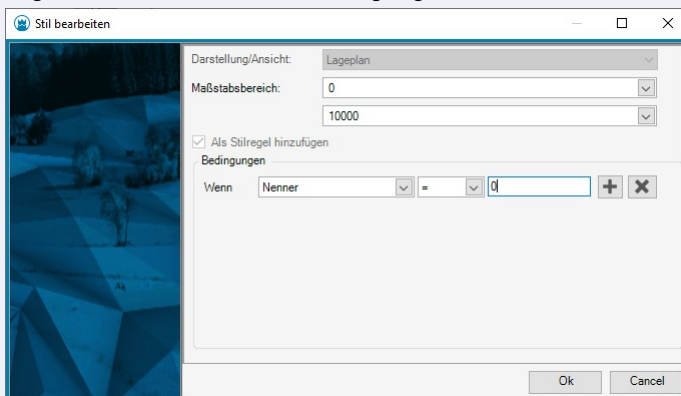 Stil bearbeiten
Darstellung/Ansicht: Lageplan
Maßstabsbereich: 0
10000
Als Stilregel hinzufügen
Bedingungen
Wenn Nenner = 0
Ok Cancel